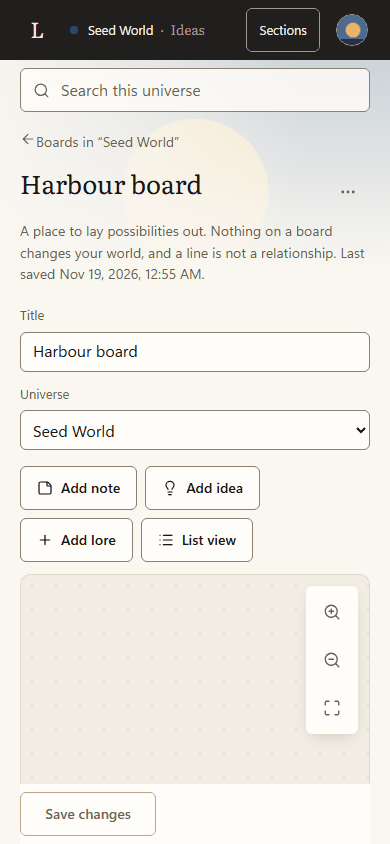 L
Seed World · Ideas
Sections
Search this universe
Boards in “Seed World”
Harbour board
A place to lay possibilities out. Nothing on a board
changes your world, and a line is not a relationship. Last
saved Nov 19, 2026, 12:55 AM.
Title
Harbour board
Universe
Seed World
Add note
Add idea
Add lore
List view
Save changes